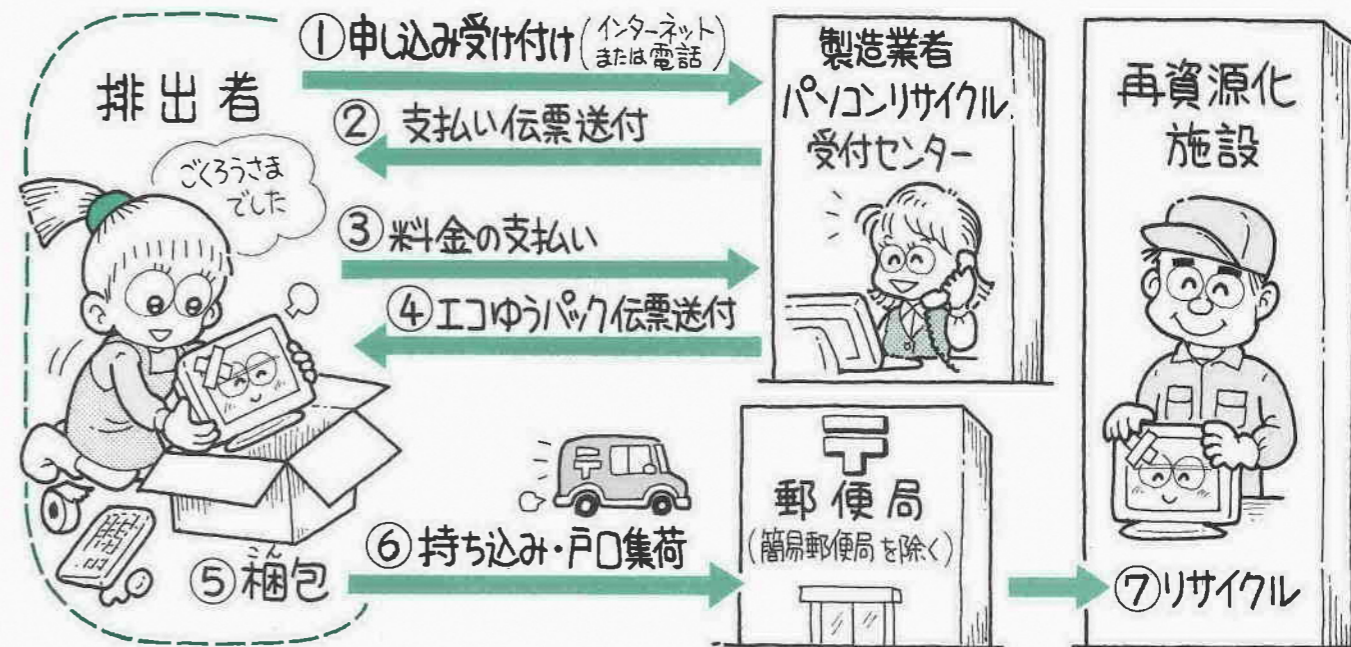 ①申し込み受け付け(インターネット
または電話)
排出者
②支払い伝票送付
ごくろうさま
でした
③料金の支払い
④エコゆうパック伝票送付
製造業者
パソコンリサイクル
受付センター
再資源化
施設
こん
⑤梱包
⑥持ち込み・戸口集荷
〒
〒
郵便局
(簡易郵便局を除く)
⑦リサイクル